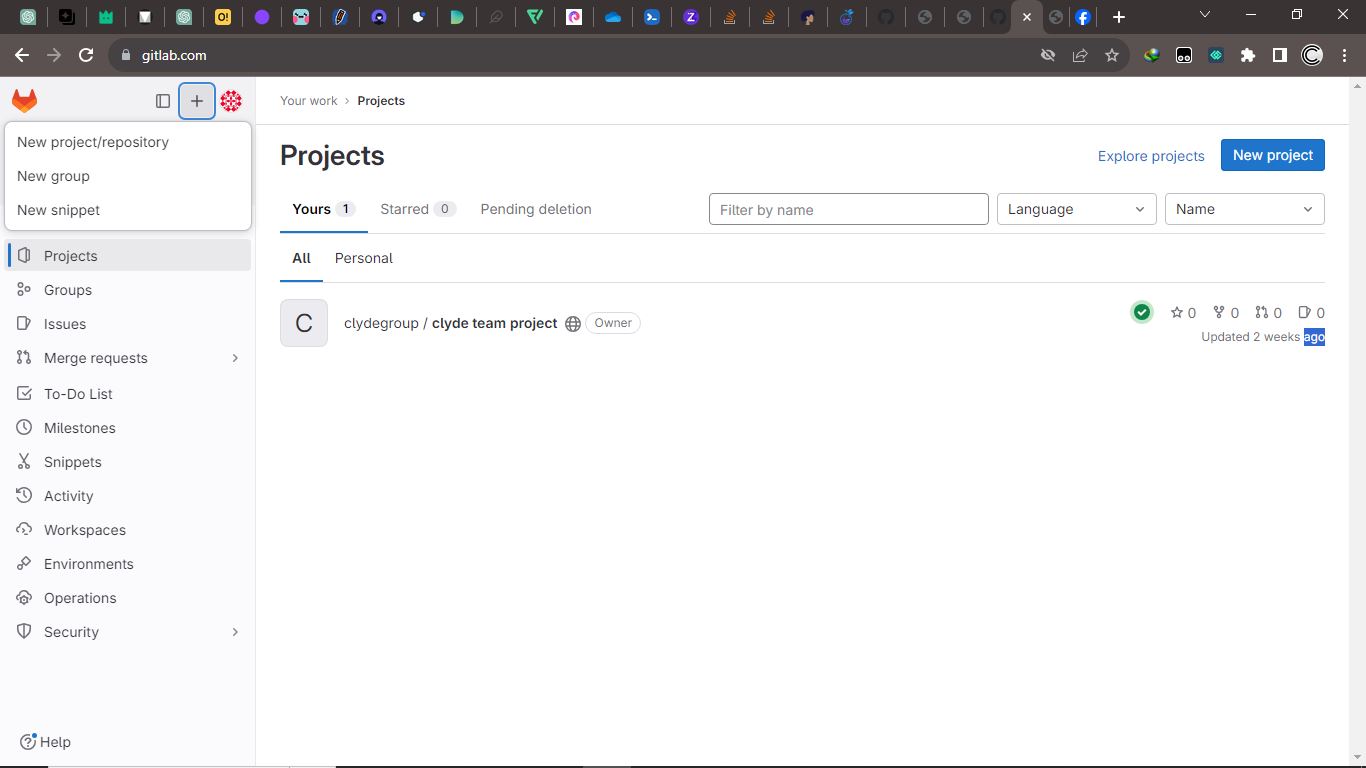 O!
Z
gitlab.com
Your work › Projects
New project/repository
New group
New snippet
Projects
Groups
Issues
Merge requests
To-Do List
Milestones
Snippets
Activity
Workspaces
Environments
Operations
Security
Help
Projects
Explore projects
New project
Yours 1
Starred 0
Pending deletion
Filter by name
Language
Name
All
Personal
C
clydegroup / clyde team project
Owner
0 0 0 0
Updated 2 weeks ago